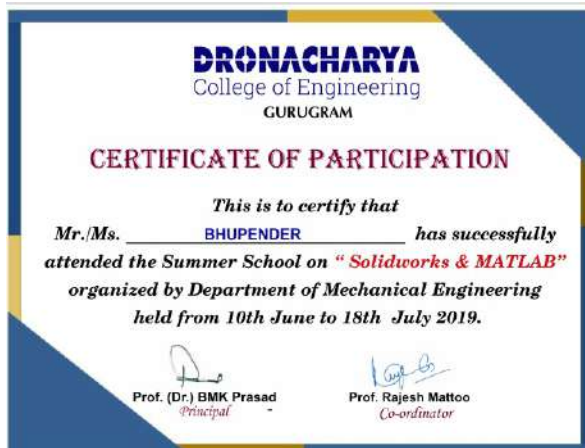 DRONACHARYA
College of Engineering
GURUGRAM
CERTIFICATE OF PARTICIPATION
This is to certify that
Mr./Ms. BHUPENDER has successfully
attended the Summer School on “ Solidworks & MATLAB”
organized by Department of Mechanical Engineering
held from 10th June to 18th July 2019.
Prof. (Dr.) BMK Prasad
Principal -
Prof. Rajesh Mattoo
Co-ordinator